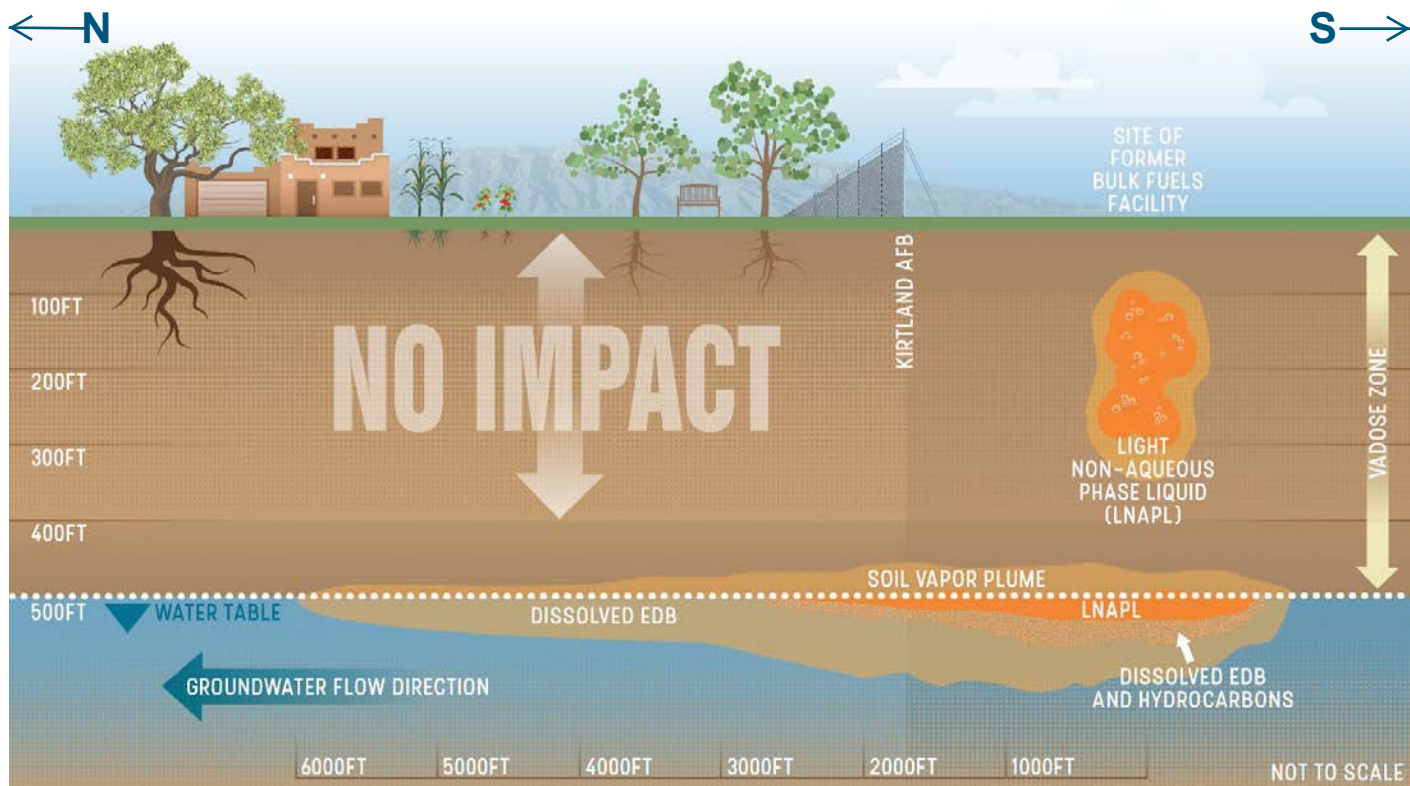 N
S
SITE OF
FORMER
BULK FUELS
FACILITY
KIRTLAND AFB
VADOSE ZONE
100FT
200FT
300FT
400FT
500FT
NO IMPACT
LIGHT
NON-AQUEOUS
PHASE LIQUID
(LNAPL)
SOIL VAPOR PLUME
WATER TABLE
DISSOLVED EDB
LNAPL
GROUNDWATER FLOW DIRECTION
DISSOLVED EDB
AND HYDROCARBONS
6000FT
5000FT
4000FT
3000FT
2000FT
1000FT
NOT TO SCALE